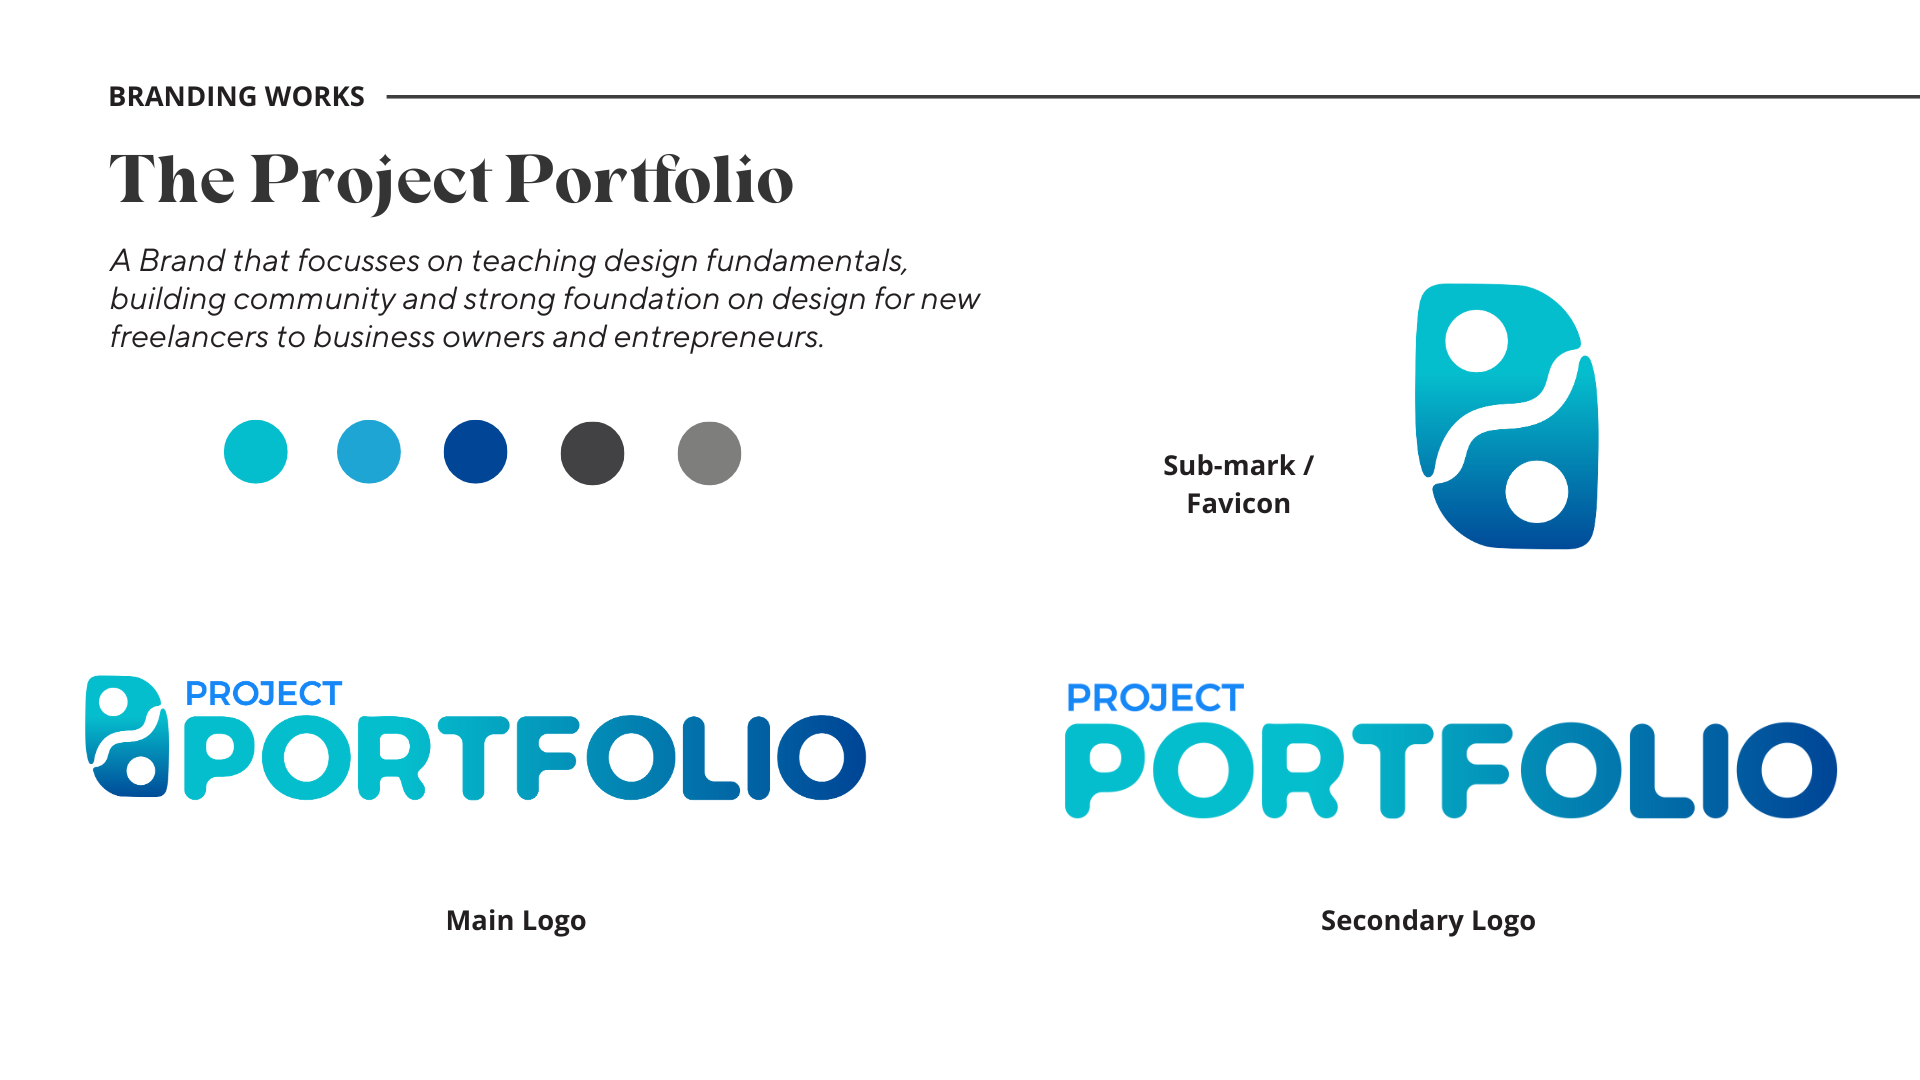 BRANDING WORKS
The Project Portfolio
A Brand that focusses on teaching design fundamentals,
building community and strong foundation on design for new
freelancers to business owners and entrepreneurs.
Sub-mark /
Favicon
PROJECT
PORTFOLIO
PROJECT
PORTFOLIO
Main Logo
Secondary Logo